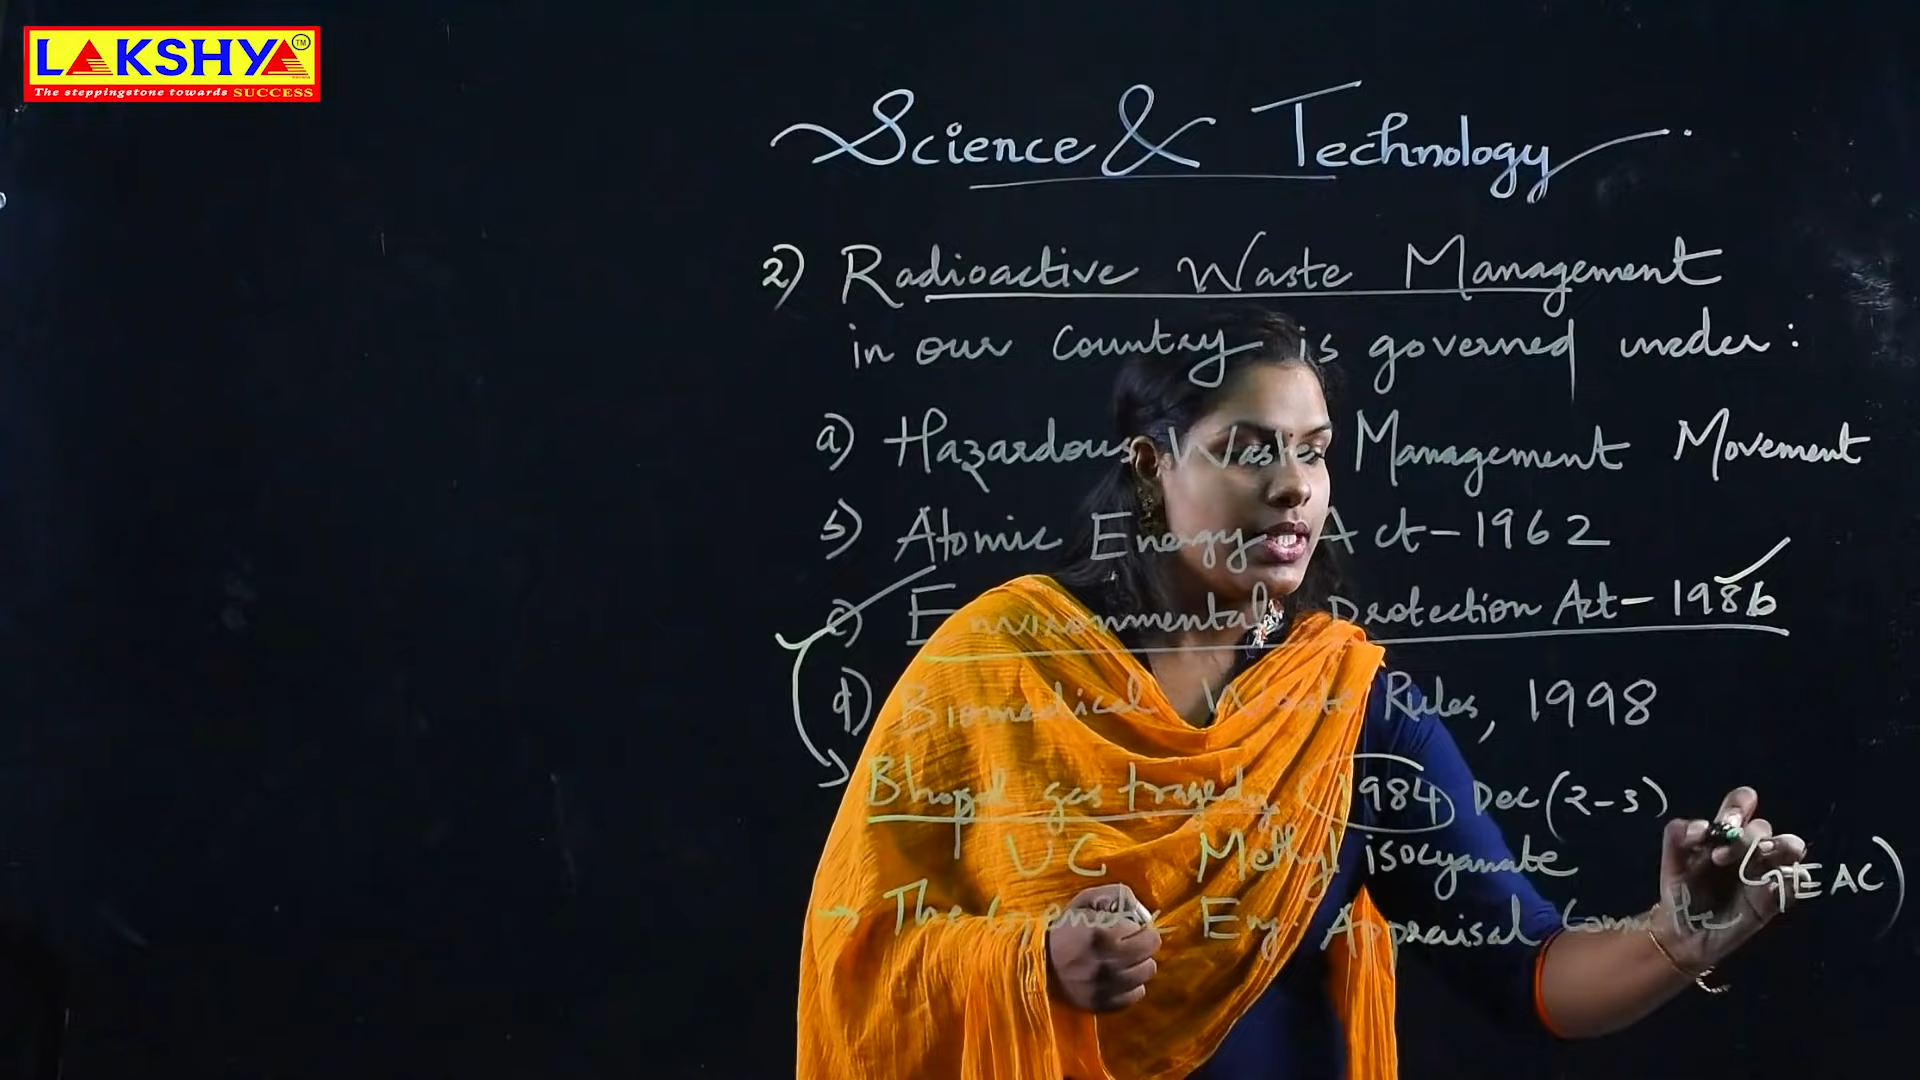 LAKSHYA TM
The steppingstone towards SUCCESS
Science & Technology
2) Radioactive Waste Management
in our country is governed under:
a) Hazardous Waste Management Movement
b) Atomic Energy Act-1962
c) Environmental Protection Act-1986
d) Biomedical Waste Rules, 1998
Bhopal gas tragedy 1984 Dec (2-3)
UC Methyl isocyanate
(GEAC)
→ The Genetic Eng. Appraisal Committe